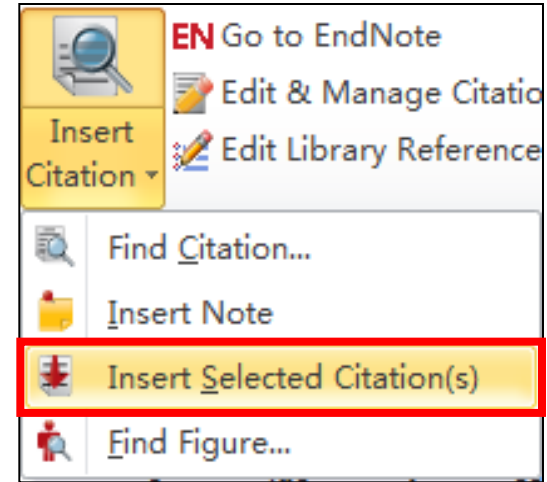 EN Go to EndNote
Edit & Manage Citatio
Edit Library Reference
Insert
Citation
Find Citation...
Insert Note
Insert Selected Citation(s)
Find Figure...